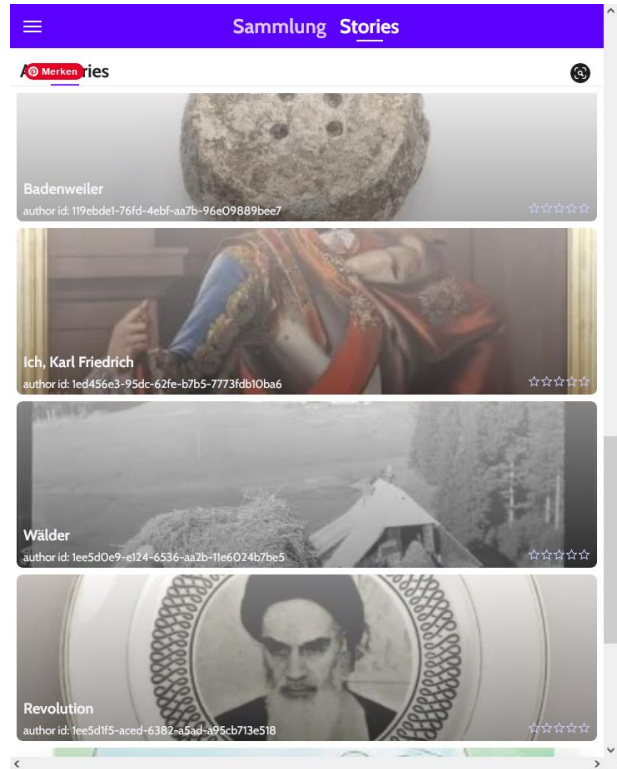 Sammlung Stories
A Merken ries
Badenweiler
author id: 119ebde1-76fd-4ebf-aa7b-96e09889bee7
Ich, Karl Friedrich
author id: 1ed456e3-95dc-62fe-b7b5-7773fdb10ba6
Wälder
author id: 1ee5d0e9-e124-6536-aa2b-11e6024b7be5
Revolution
author id: 1ee5d1f5-aced-6382-a5ad-a95cb713e518